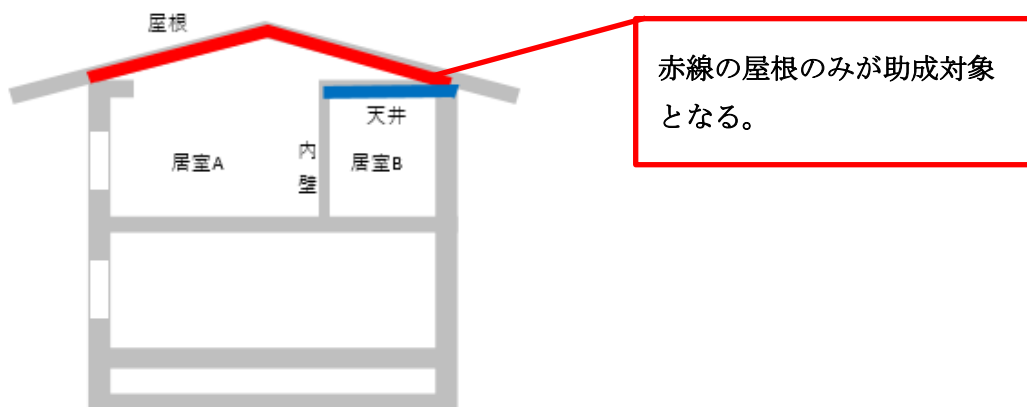 屋根
赤線の屋根のみが助成対象
となる。
天井
居室A
内
壁
居室B